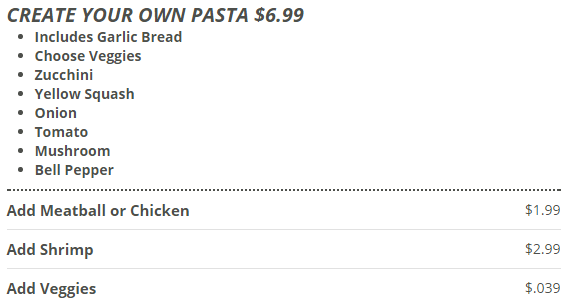 CREATE YOUR OWN PASTA $6.99
Includes Garlic Bread
Choose Veggies
Zucchini
Yellow Squash
Onion
Tomato
Mushroom
Bell Pepper
Add Meatball or Chicken $1.99
Add Shrimp $2.99
Add Veggies $.039